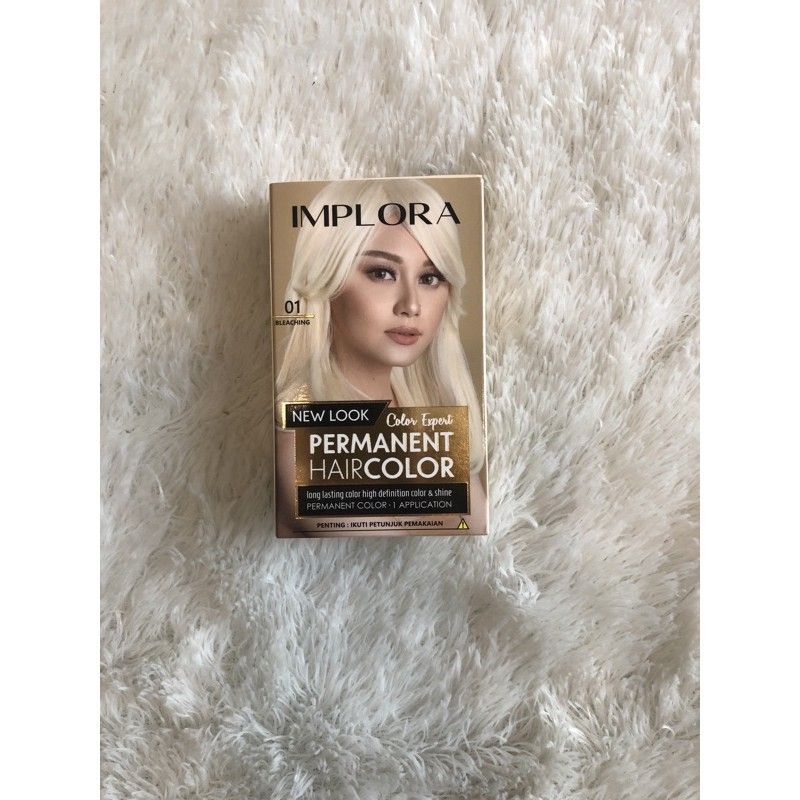 IMPLORA
01
BLEACHING
NEW LOOK
Color Expert
PERMANENT
HAIRCOLOR
long lasting color high definition color & shine
PERMANENT COLOR · 1 APPLICATION
PENTING : IKUTI PETUNJUK PEMAKAIAN